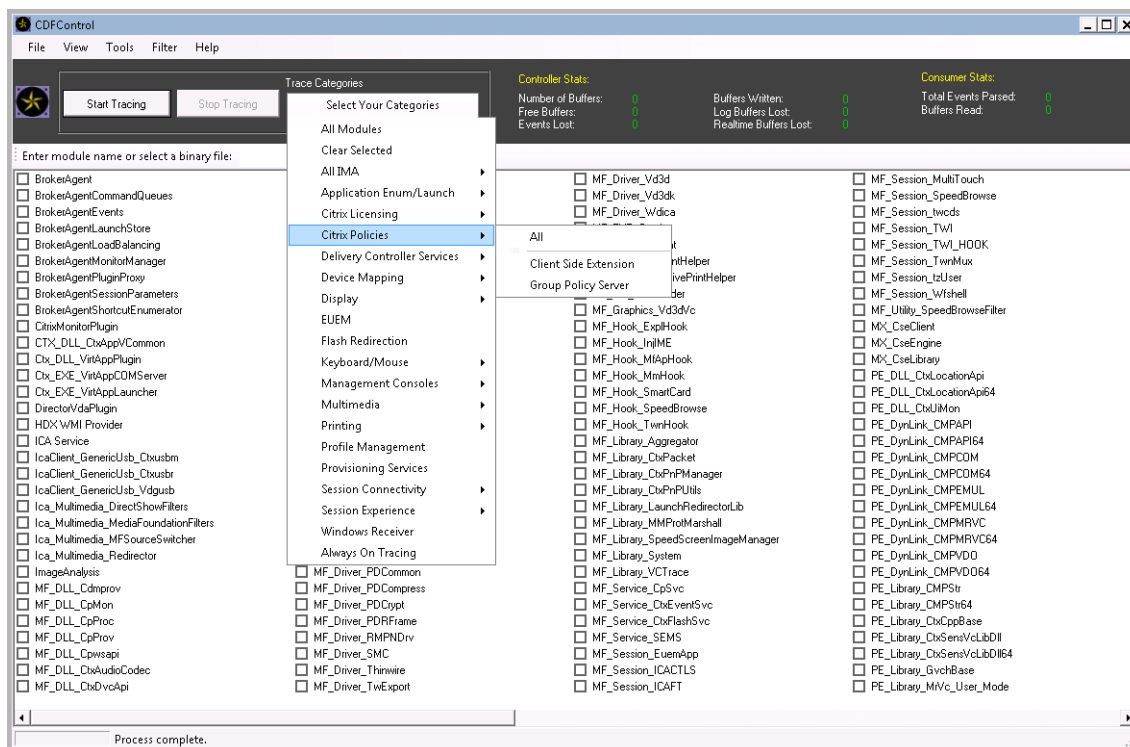 CDFControl
File View Tools Filter Help
Start Tracing
Stop Tracing
Trace Categories
Select Your Categories
Controller Stats:
Number of Buffers: 0
Free Buffers: 0
Events Lost: 0
Buffers Written: 0
Log Buffers Lost: 0
Realtime Buffers Lost: 0
Consumer Stats:
Total Events Parsed: 0
Buffers Read: 0
Enter module name or select a binary file:
All Modules
Clear Selected
All IMA
Application Enum/Launch
Citrix Licensing
Citrix Policies
Delivery Controller Services
Device Mapping
Display
EUEM
Flash Redirection
Keyboard/Mouse
Management Consoles
Multimedia
Printing
Profile Management
Provisioning Services
Session Connectivity
Session Experience
Windows Receiver
Always On Tracing
All
Client Side Extension
Group Policy Server
BrokerAgent
BrokerAgentCommandQueues
BrokerAgentEvents
BrokerAgentLaunchStore
BrokerAgentLoadBalancing
BrokerAgentMonitorManager
BrokerAgentPluginProxy
BrokerAgentSessionParameters
BrokerAgentShortcutEnumerator
CitrixMonitorPlugin
CTX_DLL_CtxAppVCommon
Ctx_DLL_VirtAppPlugin
Ctx_EXE_VirtAppCOMServer
Ctx_EXE_VirtAppLauncher
DirectorVdaPlugin
HDX WMI Provider
ICA Service
IcaClient_GenericUsb_Ctxusbm
IcaClient_GenericUsb_Ctxusbr
IcaClient_GenericUsb_Vdgusb
Ica_Multimedia_DirectShowFilters
Ica_Multimedia_MediaFoundationFilters
Ica_Multimedia_MFSourceSwitcher
Ica_Multimedia_Redirector
ImageAnalysis
MF_DLL_Cdmprov
MF_DLL_CpMon
MF_DLL_CpProc
MF_DLL_CpProv
MF_DLL_Cpwsapi
MF_DLL_CtxAudioCodec
MF_DLL_CtxDvcApi
MF_Driver_PDCommon
MF_Driver_PDCompress
MF_Driver_PDCrypt
MF_Driver_PDRFrame
MF_Driver_RMPNDrv
MF_Driver_SMC
MF_Driver_Thinwire
MF_Driver_TwExport
MF_Driver_Vd3d
MF_Driver_Vd3dk
MF_Driver_Wdica
ntHelper
ivePrintHelper
MF_Graphics_Vd3dVc
MF_Hook_ExplHook
MF_Hook_InjIME
MF_Hook_MfApHook
MF_Hook_MmHook
MF_Hook_SmartCard
MF_Hook_SpeedBrowse
MF_Hook_TwnHook
MF_Library_Aggregator
MF_Library_CtxPacket
MF_Library_CtxPnPManager
MF_Library_CtxPnPUtils
MF_Library_LaunchRedirectorLib
MF_Library_MMProtMarshall
MF_Library_SpeedScreenImageManager
MF_Library_System
MF_Library_VCTrace
MF_Service_CpSvc
MF_Service_CtxEventSvc
MF_Service_CtxFlashSvc
MF_Service_SEMS
MF_Session_EuemApp
MF_Session_ICACTLS
MF_Session_ICAFT
MF_Session_MultiTouch
MF_Session_SpeedBrowse
MF_Session_twcds
MF_Session_TWI
MF_Session_TWI_HOOK
MF_Session_TwnMux
MF_Session_tzUser
MF_Session_Wfshell
MF_Utility_SpeedBrowseFilter
MX_CseClient
MX_CseEngine
MX_CseLibrary
PE_DLL_CtxLocationApi
PE_DLL_CtxLocationApi64
PE_DLL_CtxUiMon
PE_DynLink_CMPAPI
PE_DynLink_CMPAPI64
PE_DynLink_CMPCOM
PE_DynLink_CMPCOM64
PE_DynLink_CMPEMUL
PE_DynLink_CMPEMUL64
PE_DynLink_CMPMRVC
PE_DynLink_CMPMRVC64
PE_DynLink_CMPVDO
PE_DynLink_CMPVDO64
PE_Library_CMPStr
PE_Library_CMPStr64
PE_Library_CtxCppBase
PE_Library_CtxSensVcLibDll
PE_Library_CtxSensVcLibDll64
PE_Library_GvchBase
PE_Library_MrVc_User_Mode
Process complete.